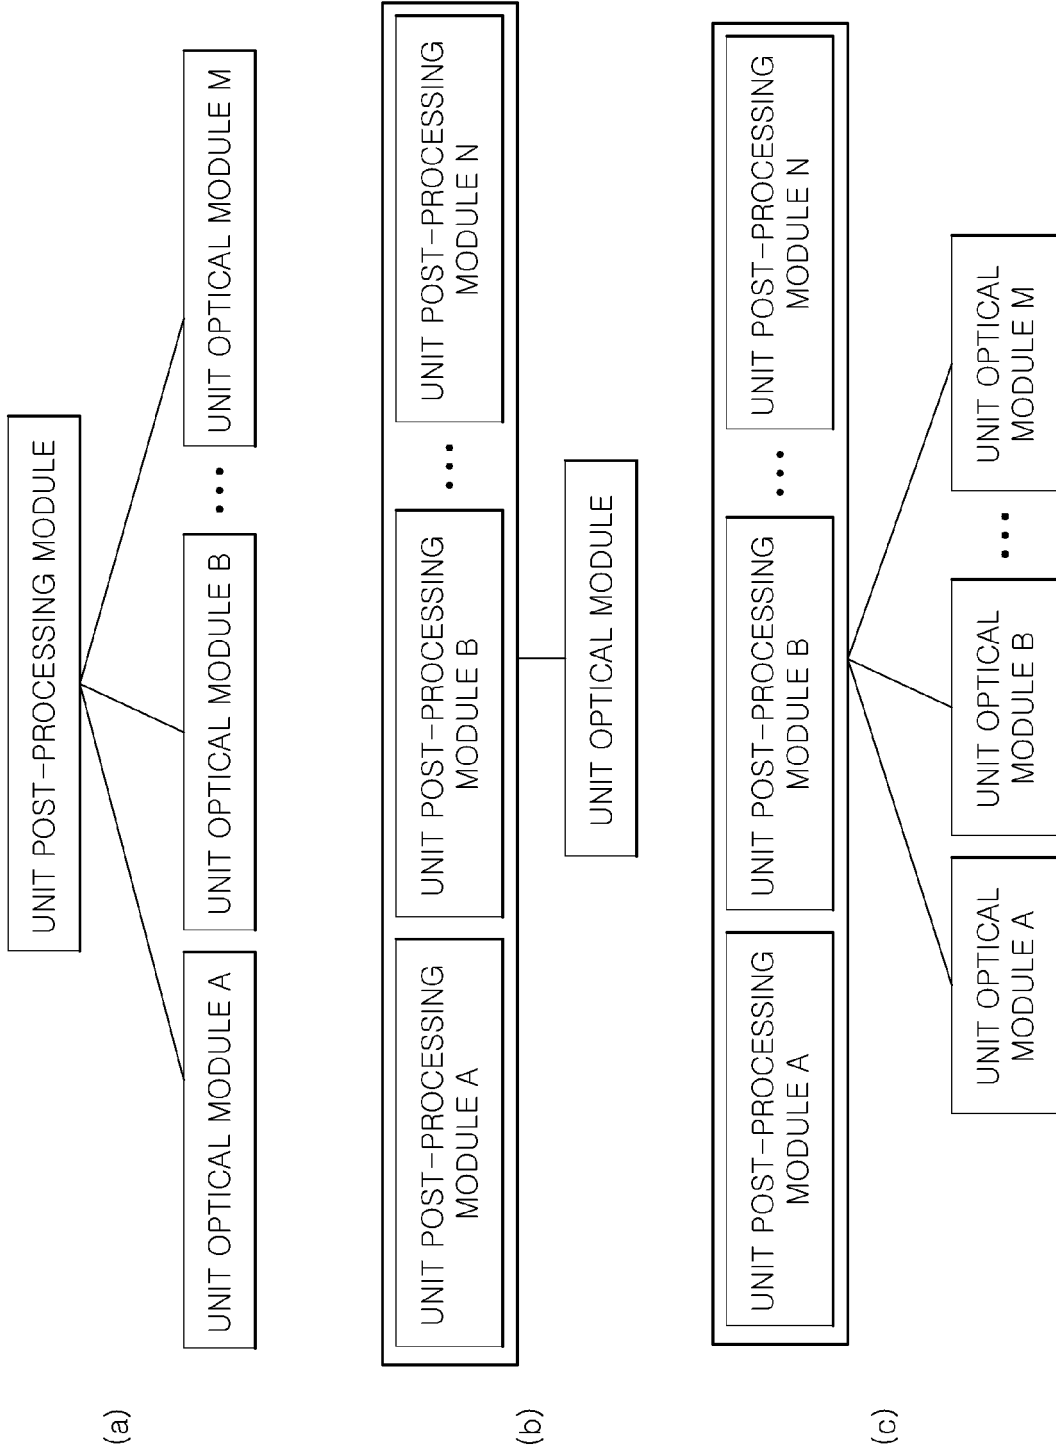 (a)
UNIT POST-PROCESSING MODULE
UNIT OPTICAL MODULE A
UNIT OPTICAL MODULE B
•••
UNIT OPTICAL MODULE M
(b)
UNIT POST-PROCESSING
MODULE A
UNIT POST-PROCESSING
MODULE B
•••
UNIT POST-PROCESSING
MODULE N
UNIT OPTICAL MODULE
(c)
UNIT POST-PROCESSING
MODULE A
UNIT POST-PROCESSING
MODULE B
•••
UNIT POST-PROCESSING
MODULE N
UNIT OPTICAL
MODULE A
UNIT OPTICAL
MODULE B
•••
UNIT OPTICAL
MODULE M